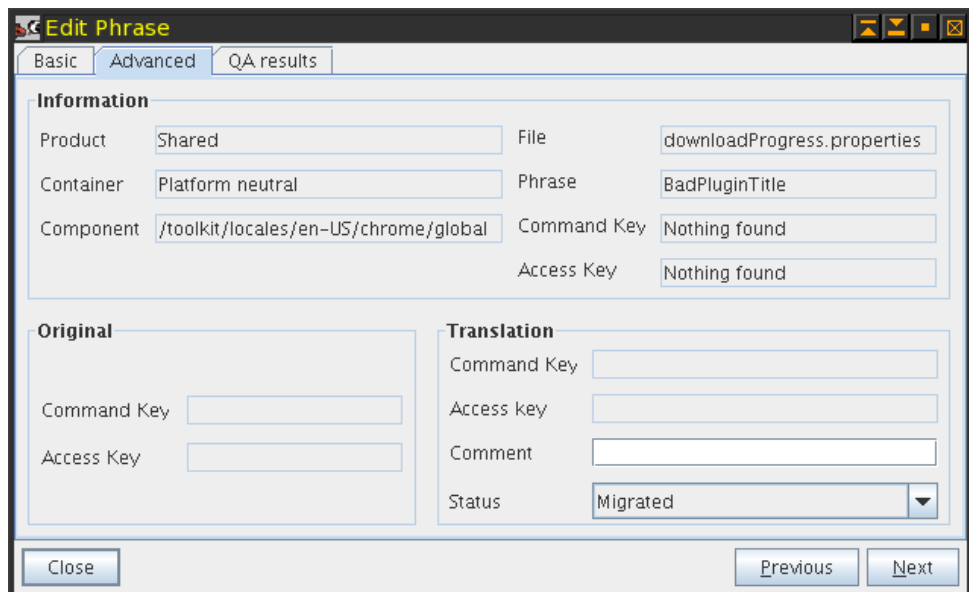 Edit Phrase
Basic Advanced QA results
Information
Product Shared
File downloadProgress.properties
Container Platform neutral
Phrase BadPluginTitle
Component /toolkit/locales/en-US/chrome/global
Command Key Nothing found
Access Key Nothing found
Original
Command Key
Access Key
Translation
Command Key
Access key
Comment
Status Migrated
Close Previous Next